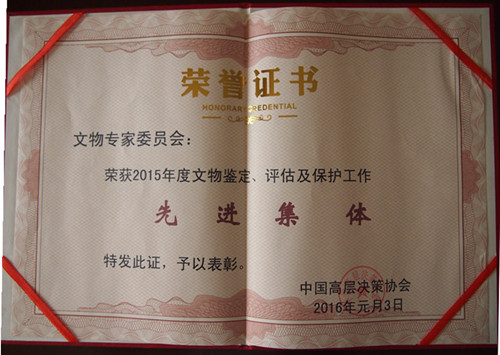 荣誉证书
HONORARY CREDENTIAL
文物专家委员会：
荣获2015年度文物鉴定、评估及保护工作
先进集体
特发此证，予以表彰。
中国高层决策协会
2016年元月3日